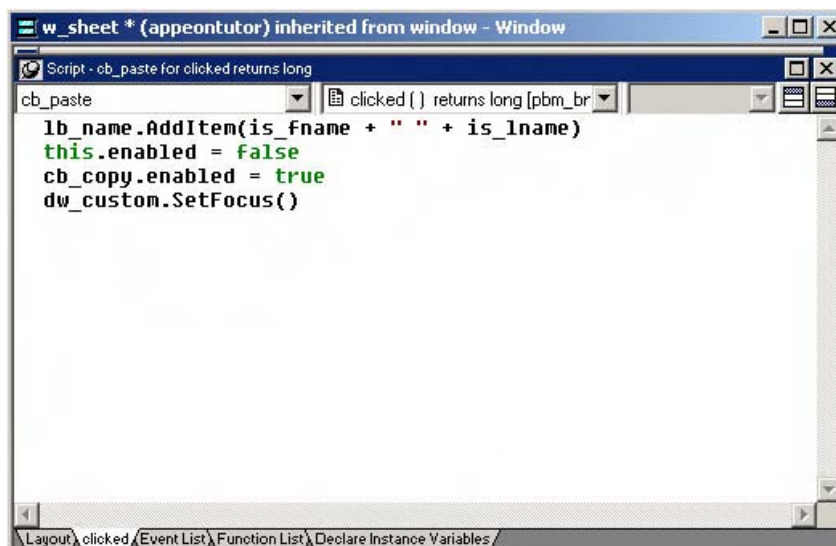 w_sheet * (appeontutor) inherited from window - Window
Script - cb_paste for clicked returns long
cb_paste
clicked ( ) returns long [pbm_br
lb_name.AddItem(is_fname + " " + is_lname)
this.enabled = false
cb_copy.enabled = true
dw_custom.SetFocus()
Layout clicked Event List Function List Declare Instance Variables